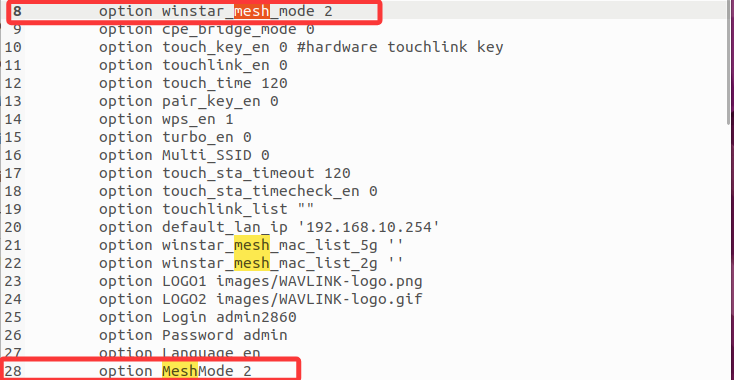 8 option winstar_mesh_mode 2
9 option cpe_bridge_mode 0
10 option touch_key_en 0 #hardware touchlink key
11 option touchlink_en 0
12 option touch_time 120
13 option pair_key_en 0
14 option wps_en 1
15 option turbo_en 0
16 option Multi_SSID 0
17 option touch_sta_timeout 120
18 option touch_sta_timecheck_en 0
19 option touchlink_list ""
20 option default_lan_ip '192.168.10.254'
21 option winstar_mesh_mac_list_5g ''
22 option winstar_mesh_mac_list_2g ''
23 option LOGO1 images/WAVLINK-logo.png
24 option LOGO2 images/WAVLINK-logo.gif
25 option Login admin2860
26 option Password admin
27 option Language en
28 option MeshMode 2